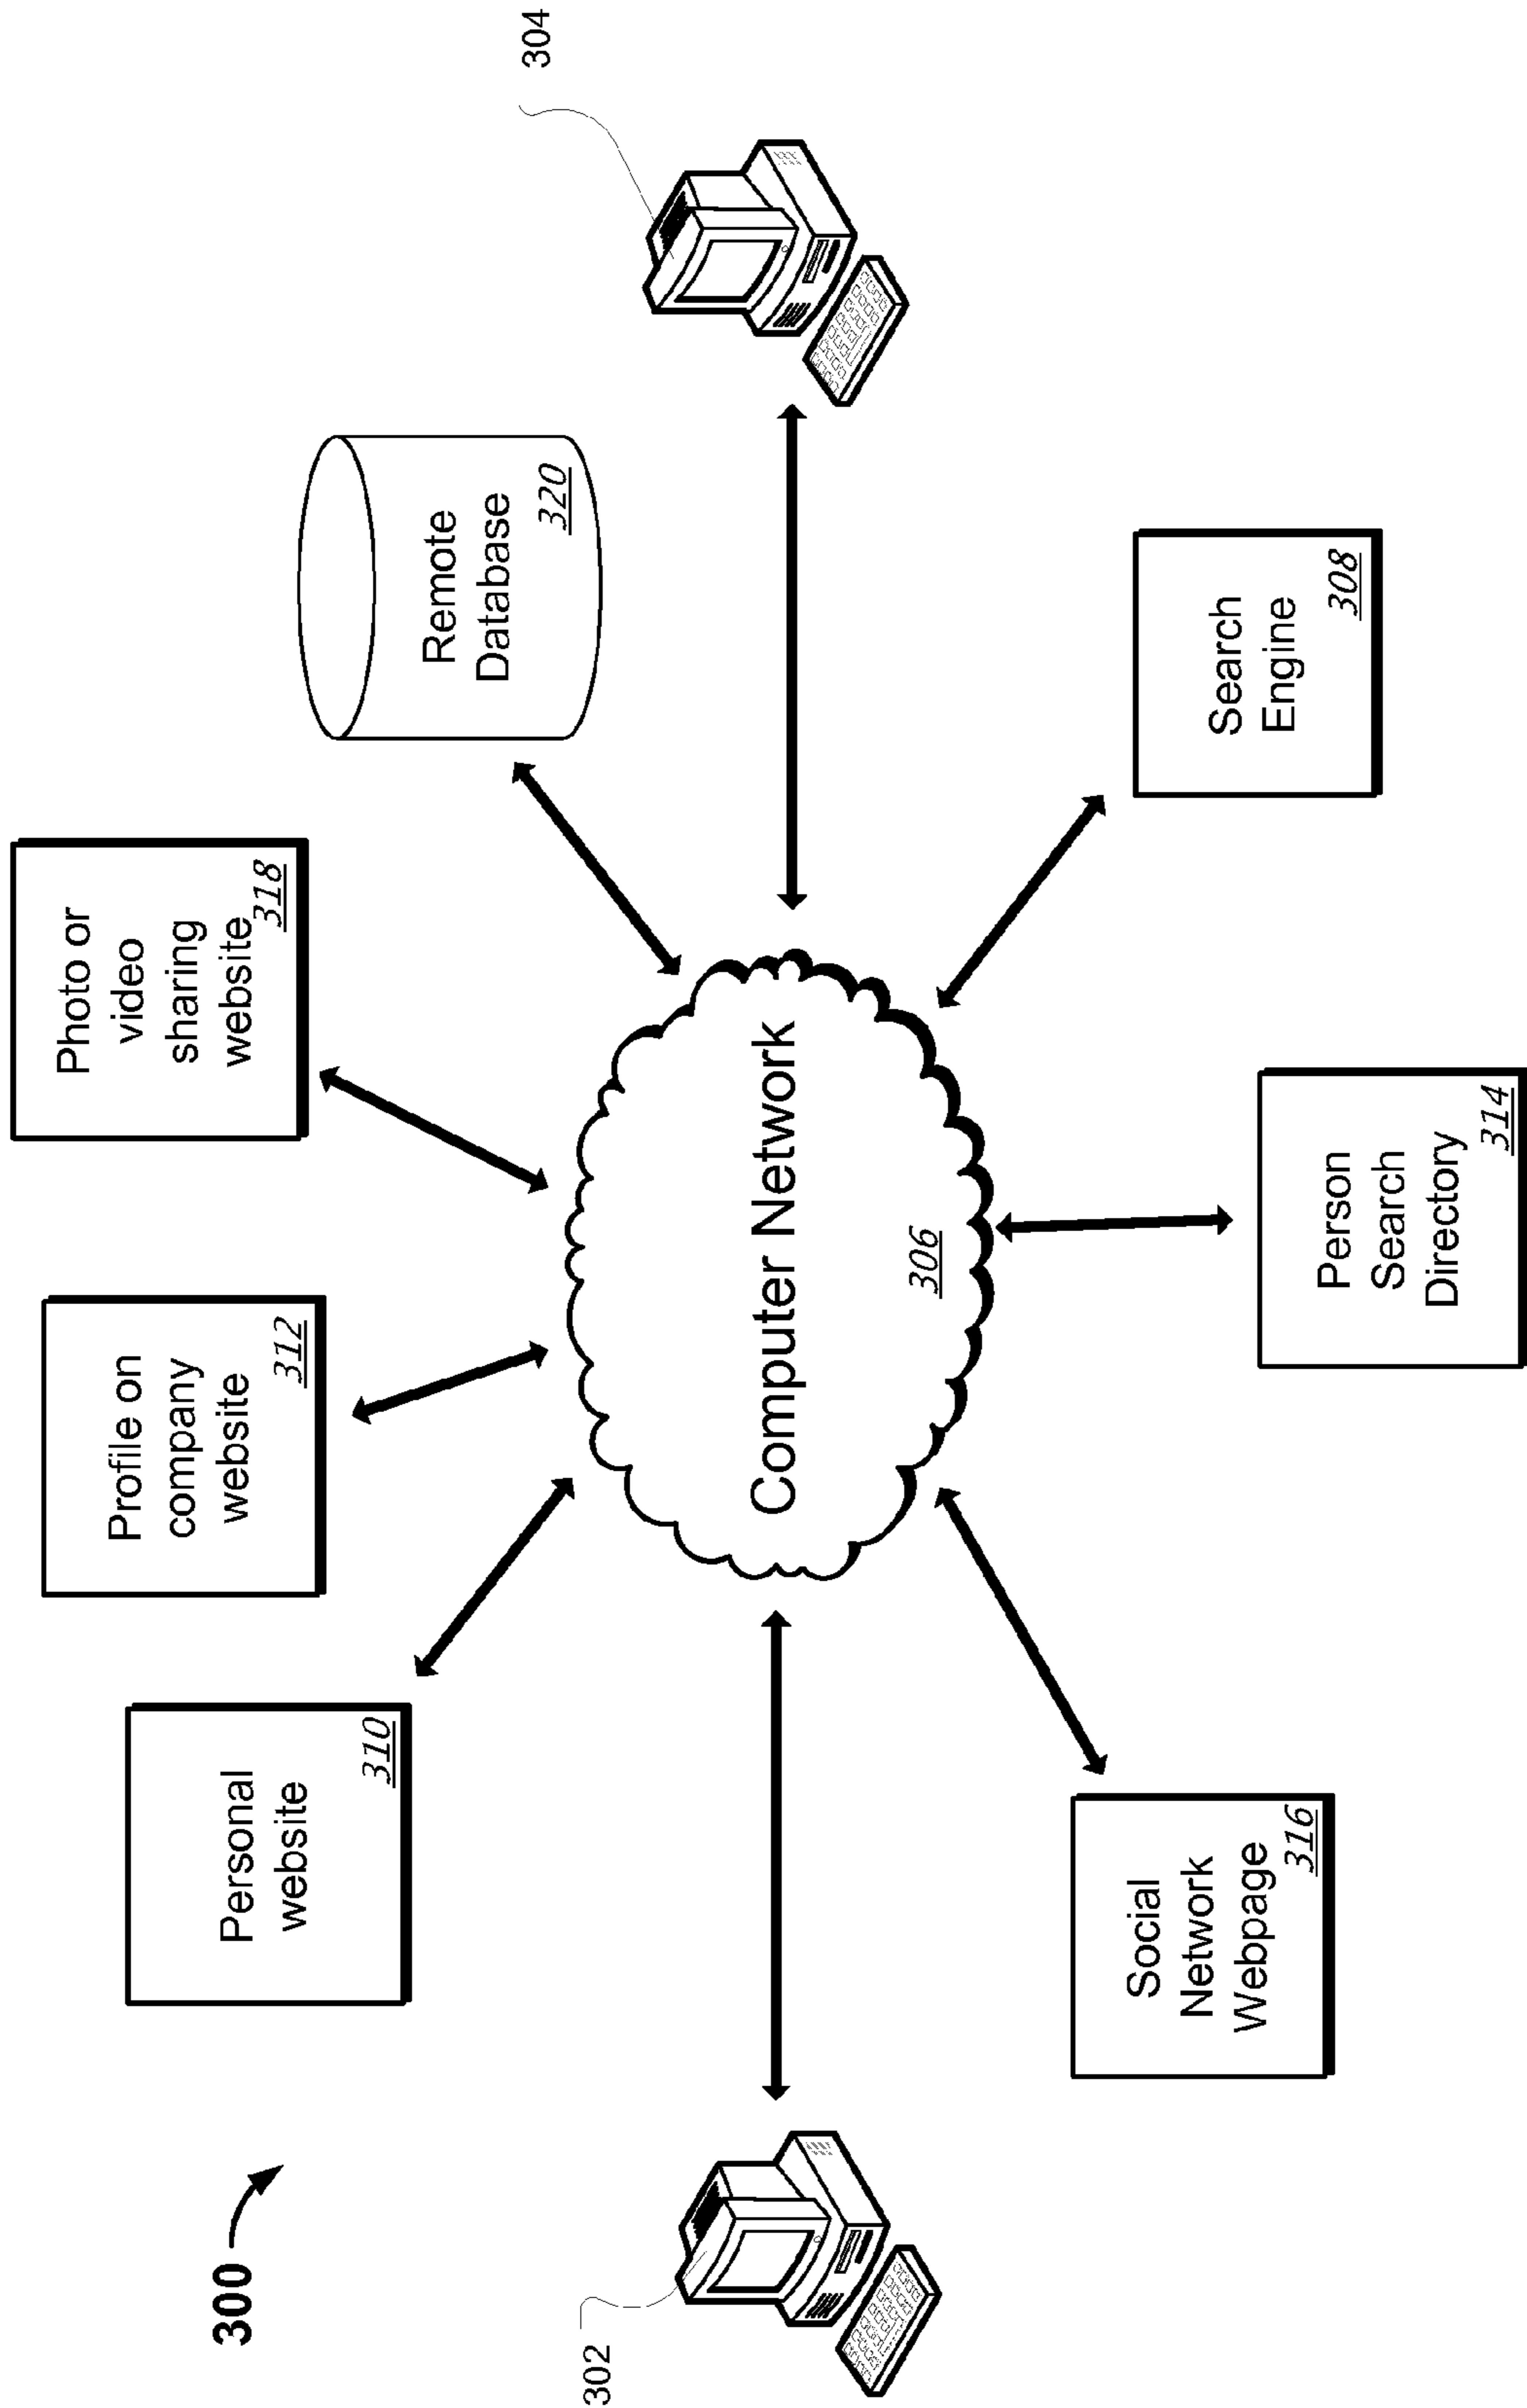 300
Personal
website
310
Profile on
company
website
312
Photo or
video
sharing
website
318
Remote
Database
320
302
304
Computer Network
306
Social
Network
Webpage
316
Person
Search
Directory
314
Search
Engine
308